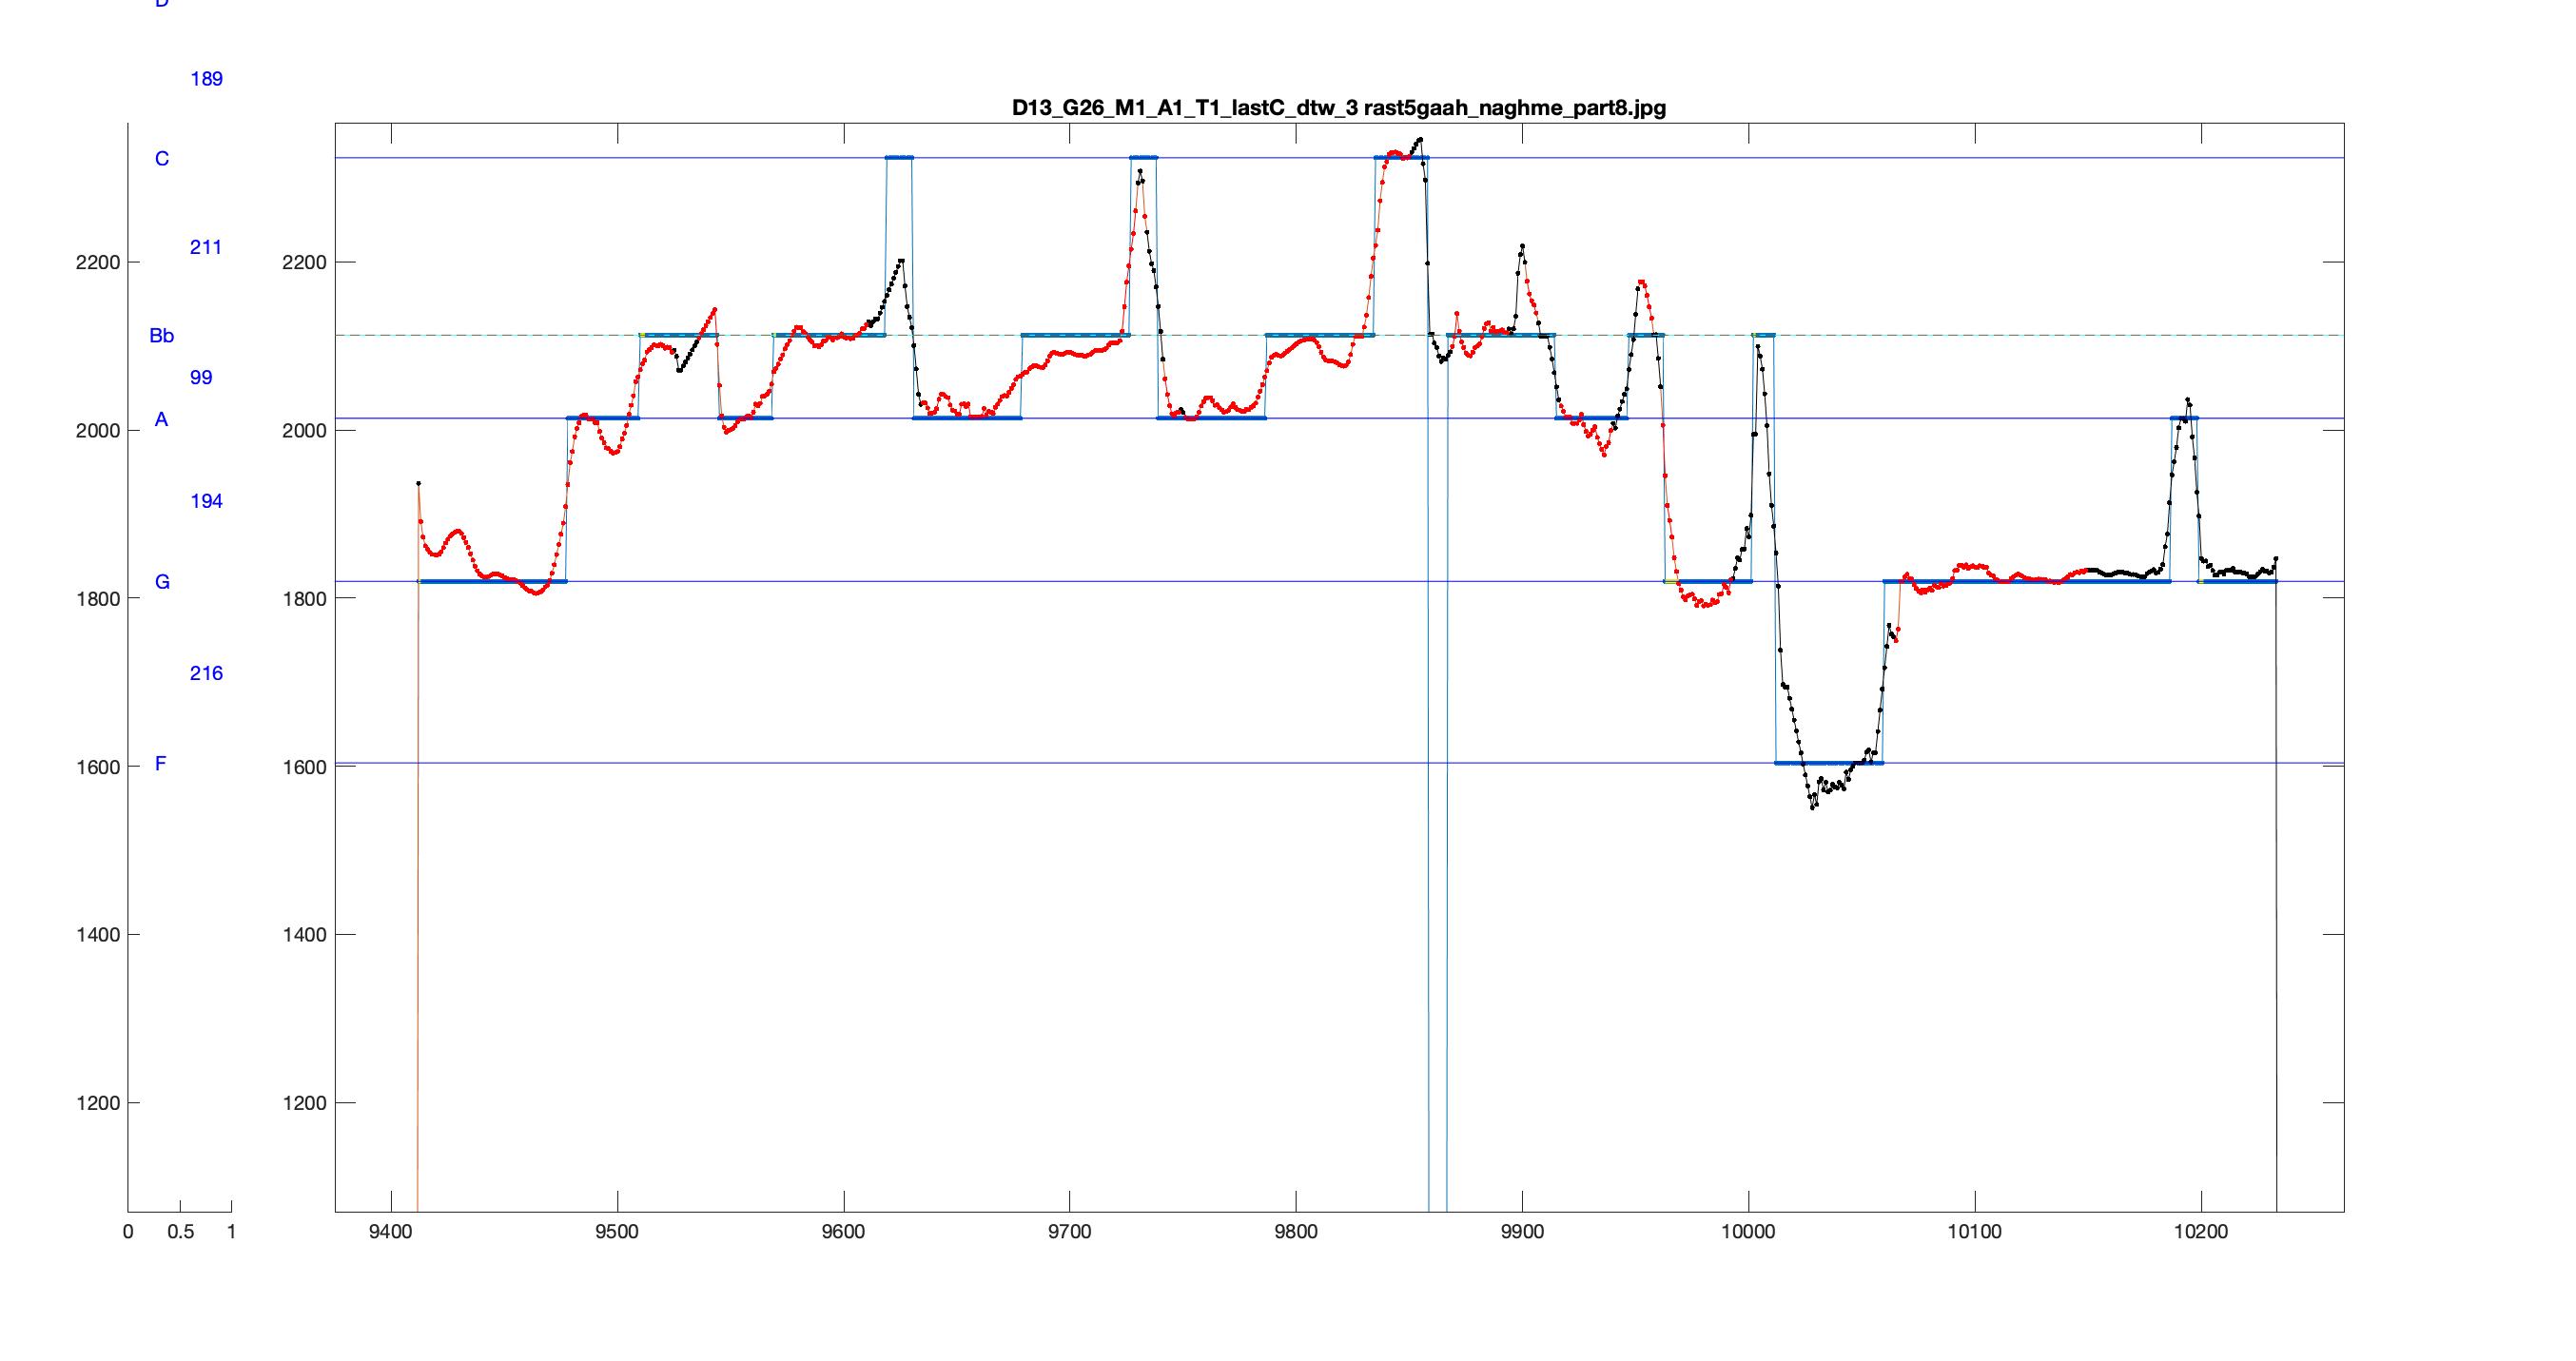 D
189
D13_G26_M1_A1_T1_lastC_dtw_3 rast5gaah_naghme_part8.jpg
C
211
2200 2200
Bb
99
A
2000 2000
194
G
1800 1800
216
F
1600 1600
1400 1400
1200 1200
0 0.5 1 9400 9500 9600 9700 9800 9900 10000 10100 10200